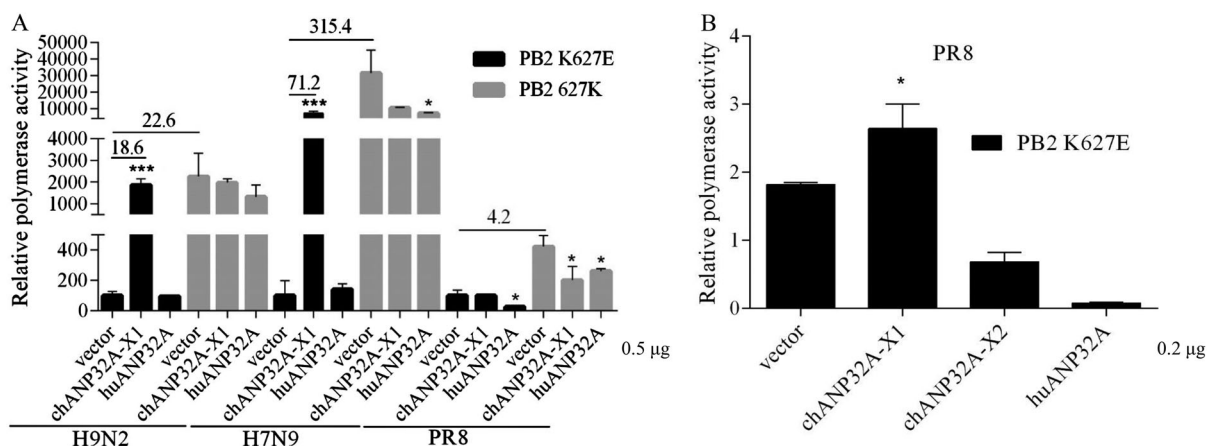 A
Relative polymerase activity
50000
40000
30000
20000
10000
4000
3000
2000
1000
400
200
0
18.6
22.6
71.2
315.4
4.2
***
***
*
*
*
*
PB2 K627E
PB2 627K
vector
chANP32A-X1
huANP32A
vector
chANP32A-X1
huANP32A
vector
chANP32A-X1
huANP32A
vector
chANP32A-X1
huANP32A
vector
chANP32A-X1
huANP32A
vector
chANP32A-X1
huANP32A
0.5 μg
H9N2
H7N9
PR8
B
PR8
Relative polymerase activity
4
3
2
1
0
*
PB2 K627E
vector
chANP32A-X1
chANP32A-X2
huANP32A
0.2 μg